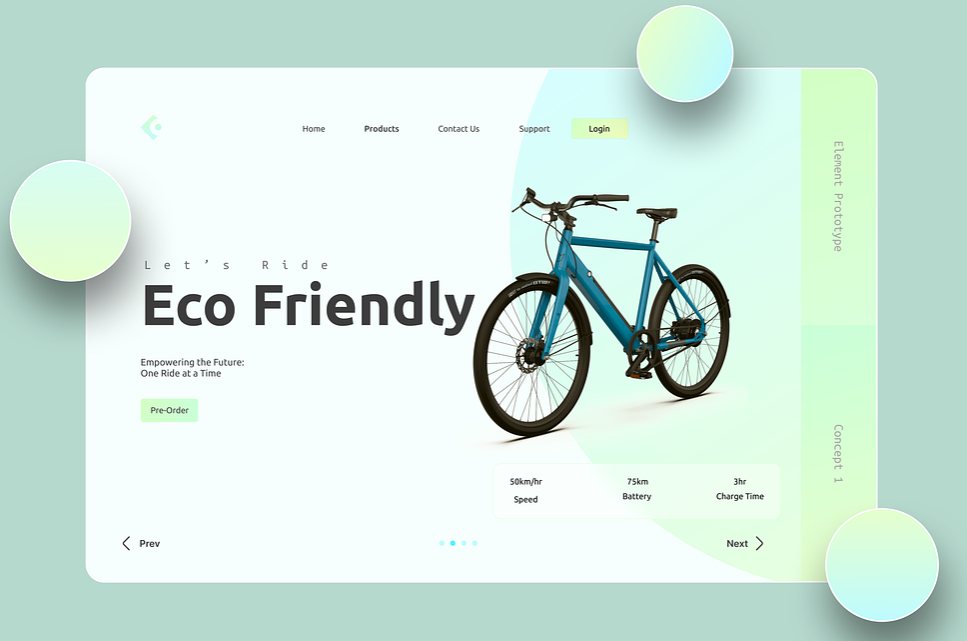 Home
Products
Contact Us
Support
Login
Let’s Ride
Eco Friendly
Empowering the Future:
One Ride at a Time
Pre-Order
50km/hr
Speed
75km
Battery
3hr
Charge Time
Prev
Next
Element Prototype
Concept 1